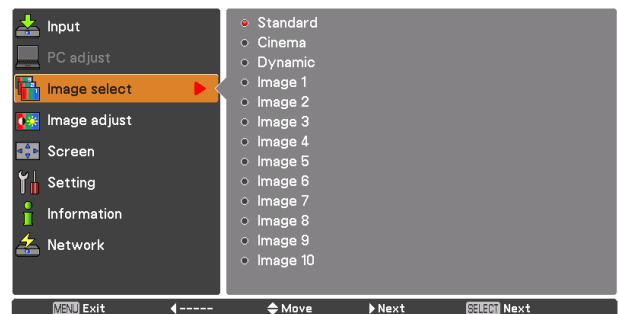 Input
PC adjust
Image select
Image adjust
Screen
Setting
Information
Network
Standard
Cinema
Dynamic
Image 1
Image 2
Image 3
Image 4
Image 5
Image 6
Image 7
Image 8
Image 9
Image 10
MENU Exit ----- Move Next SELECT Next